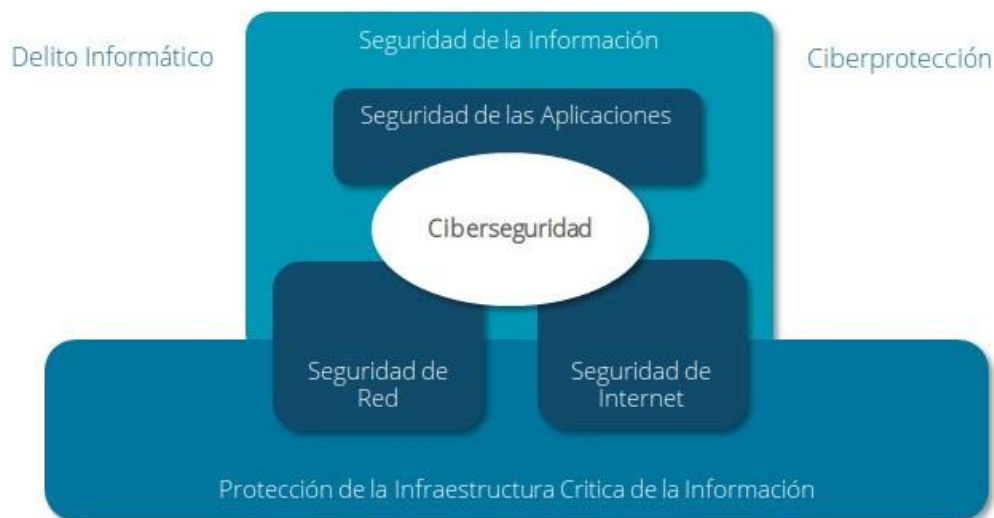 Seguridad de la Información
Delito Informático
Ciberprotección
Seguridad de las Aplicaciones
Ciberseguridad
Seguridad de
Red
Seguridad de
Internet
Protección de la Infraestructura Critica de la Información